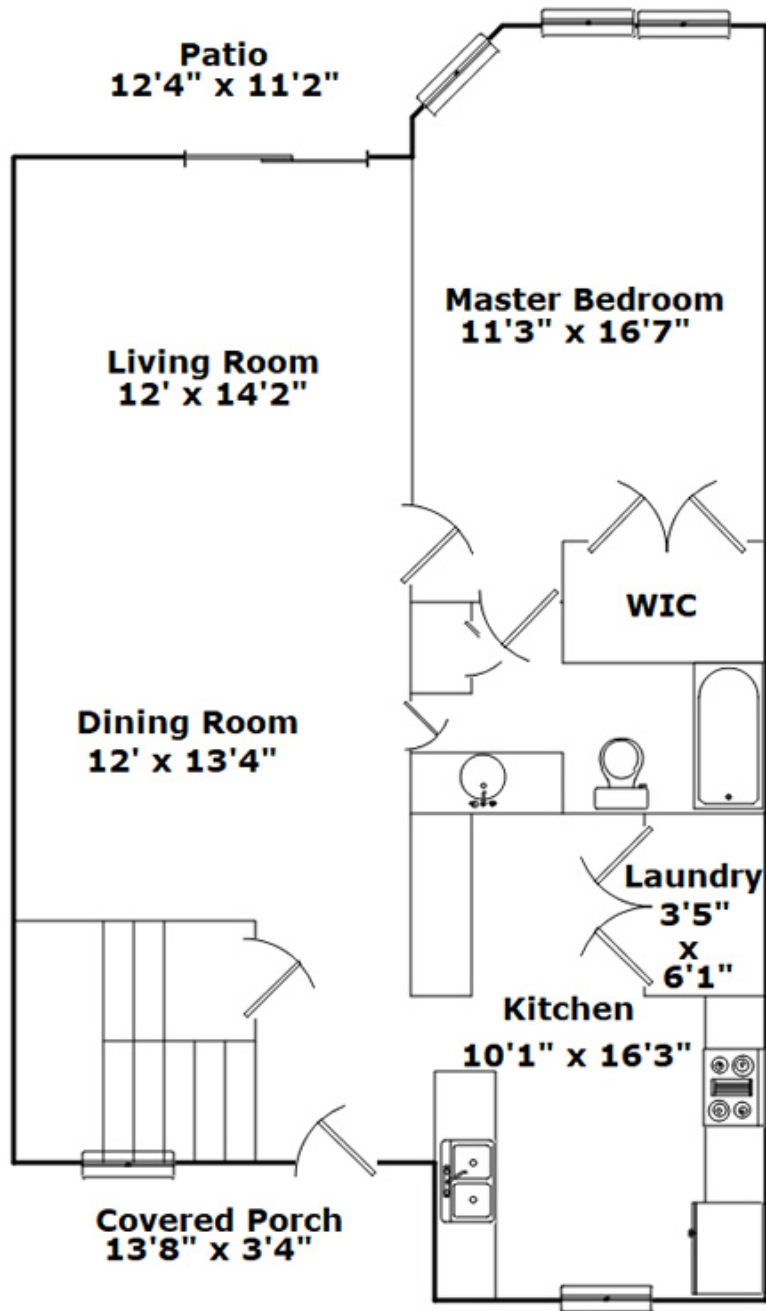 Patio
12'4" x 11'2"
Master Bedroom
11'3" x 16'7"
Living Room
12' x 14'2"
WIC
Dining Room
12' x 13'4"
Laundry
3'5"
x
6'1"
Kitchen
10'1" x 16'3"
Covered Porch
13'8" x 3'4"